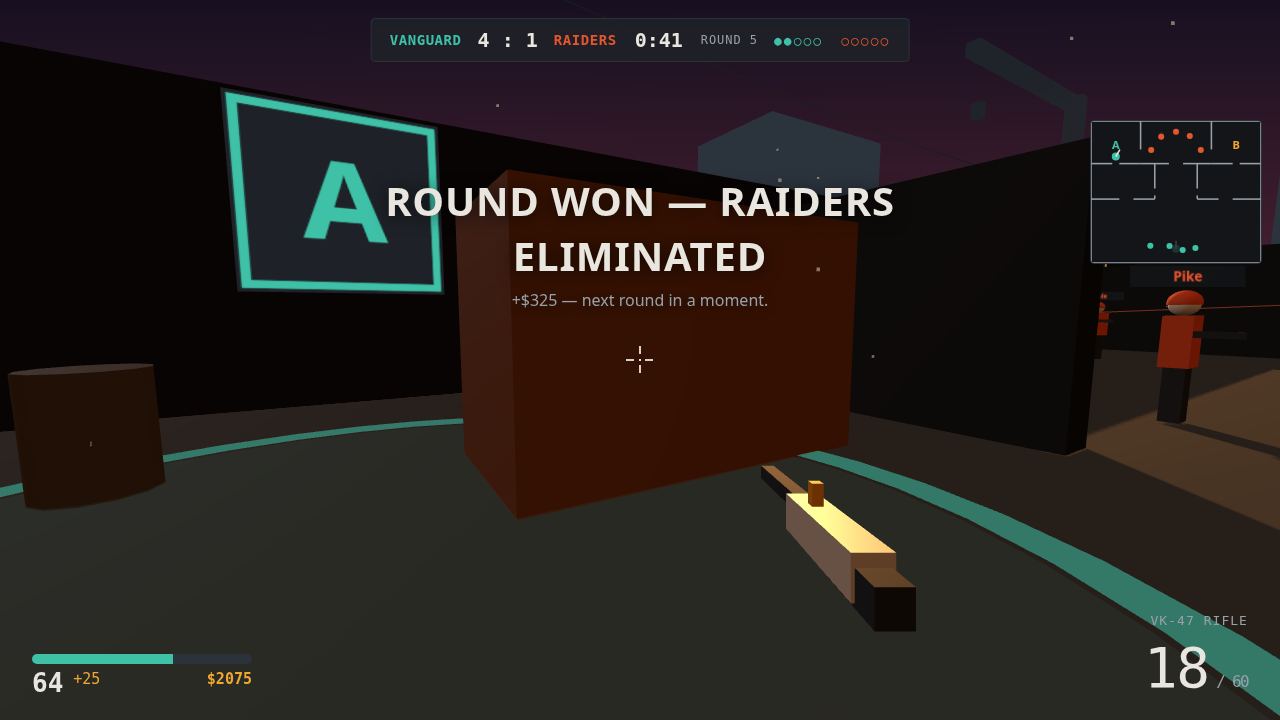 VANGUARD 4 : 1 RAIDERS 0:41 ROUND 5
A B
A
ROUND WON — RAIDERS
ELIMINATED
+$325 — next round in a moment.
Pike
VK-47 RIFLE
64 +25 $2075
18 / 60